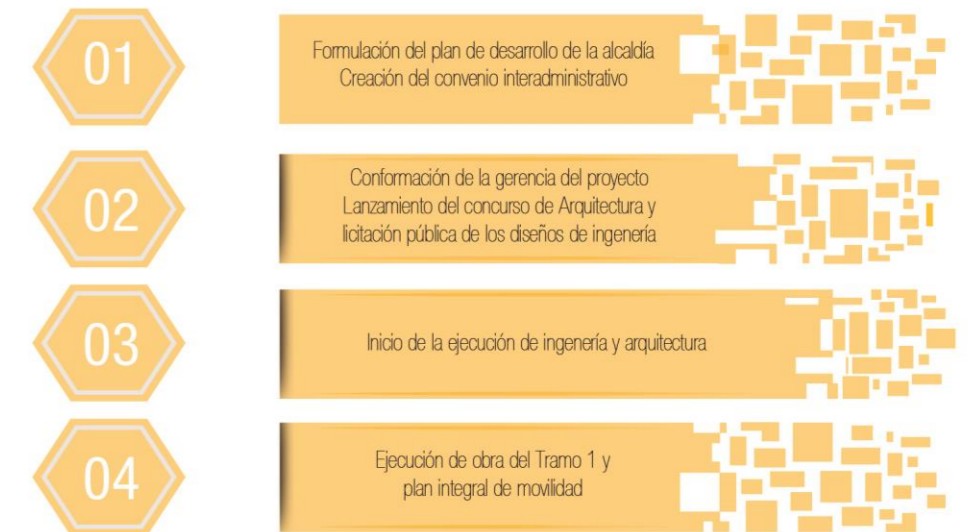 01
Formulación del plan de desarrollo de la alcaldía
Creación del convenio interadministrativo
02
Conformación de la gerencia del proyecto
Lanzamiento del concurso de Arquitectura y
licitación pública de los diseños de ingenería
03
Inicio de la ejecución de ingenería y arquitectura
04
Ejecución de obra del Tramo 1 y
plan integral de movilidad